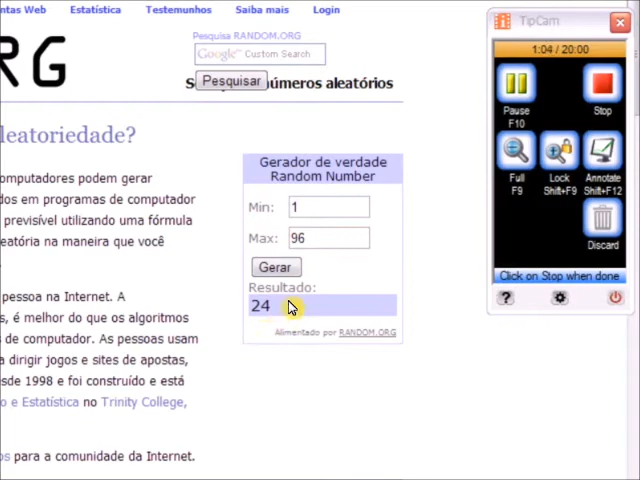 ntas Web Estatística Testemunhos Saiba mais Login
RG
Pesquisa RANDOM.ORG
Google™ Custom Search
Pesquisar
S úmeros aleatórios
leatoriedade?
omputadores podem gerar
dos em programas de computador
previsível utilizando uma fórmula
eatória na maneira que você
pessoa na Internet. A
s, é melhor do que os algoritmos
de computador. As pessoas usam
a dirigir jogos e sites de apostas,
esde 1998 e foi construído e está
o e Estatística no Trinity College,
os para a comunidade da Internet.
Gerador de verdade
Random Number
Min: 1
Max: 96
Gerar
Resultado:
24
Alimentado por RANDOM.ORG
TipCam
1:04 / 20:00
Pause
F10
Stop
Full
F9
Lock
Shift+F9
Annotate
Shift+F12
Discard
Click on Stop when done